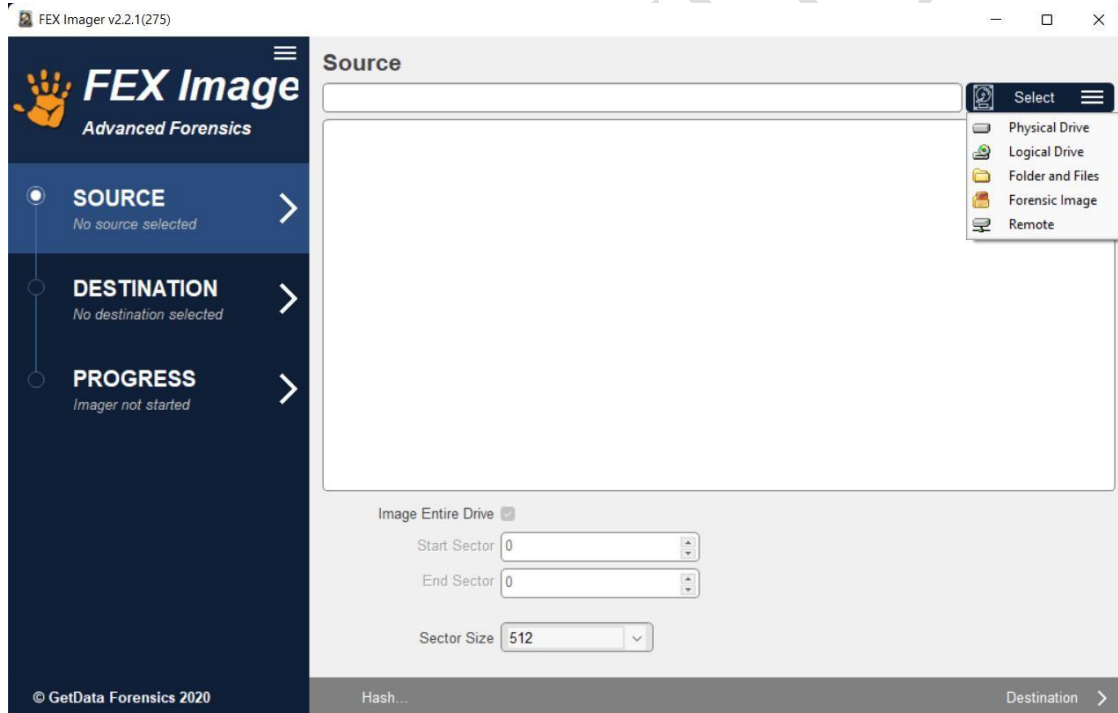 FEX Imager v2.2.1(275)
FEX Image
Advanced Forensics
SOURCE
No source selected
DESTINATION
No destination selected
PROGRESS
Imager not started
© GetData Forensics 2020
Source
Select
Physical Drive
Logical Drive
Folder and Files
Forensic Image
Remote
Image Entire Drive
Start Sector 0
End Sector 0
Sector Size 512
Hash...
Destination